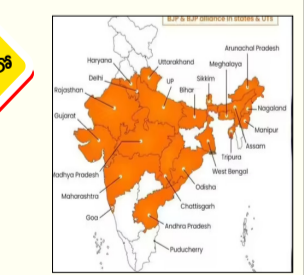 BJP & BJP alliance in states & UTs
Arunachal Pradesh
Haryana
Uttarakhand
Meghalaya
Delhi
UP
Sikkim
Rajasthan
Bihar
Nagaland
Gujarat
Manipur
Assam
Tripura
West Bengal
Madhya Pradesh
Odisha
Maharashtra
Chattisgarh
Goa
Andhra Pradesh
Puducherry